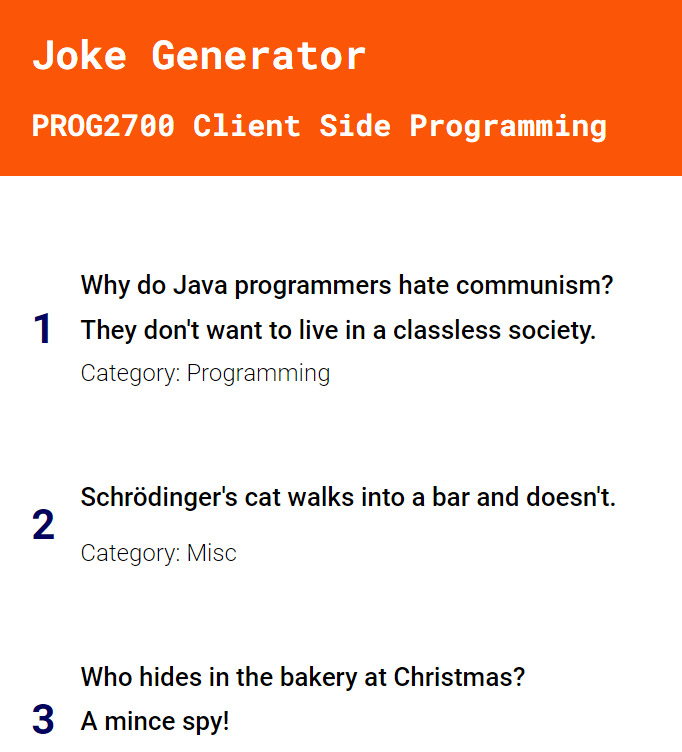 Joke Generator
PROG2700 Client Side Programming
Why do Java programmers hate communism?
1
They don't want to live in a classless society.
Category: Programming
Schrödinger's cat walks into a bar and doesn't.
2
Category: Misc
Who hides in the bakery at Christmas?
3
A mince spy!